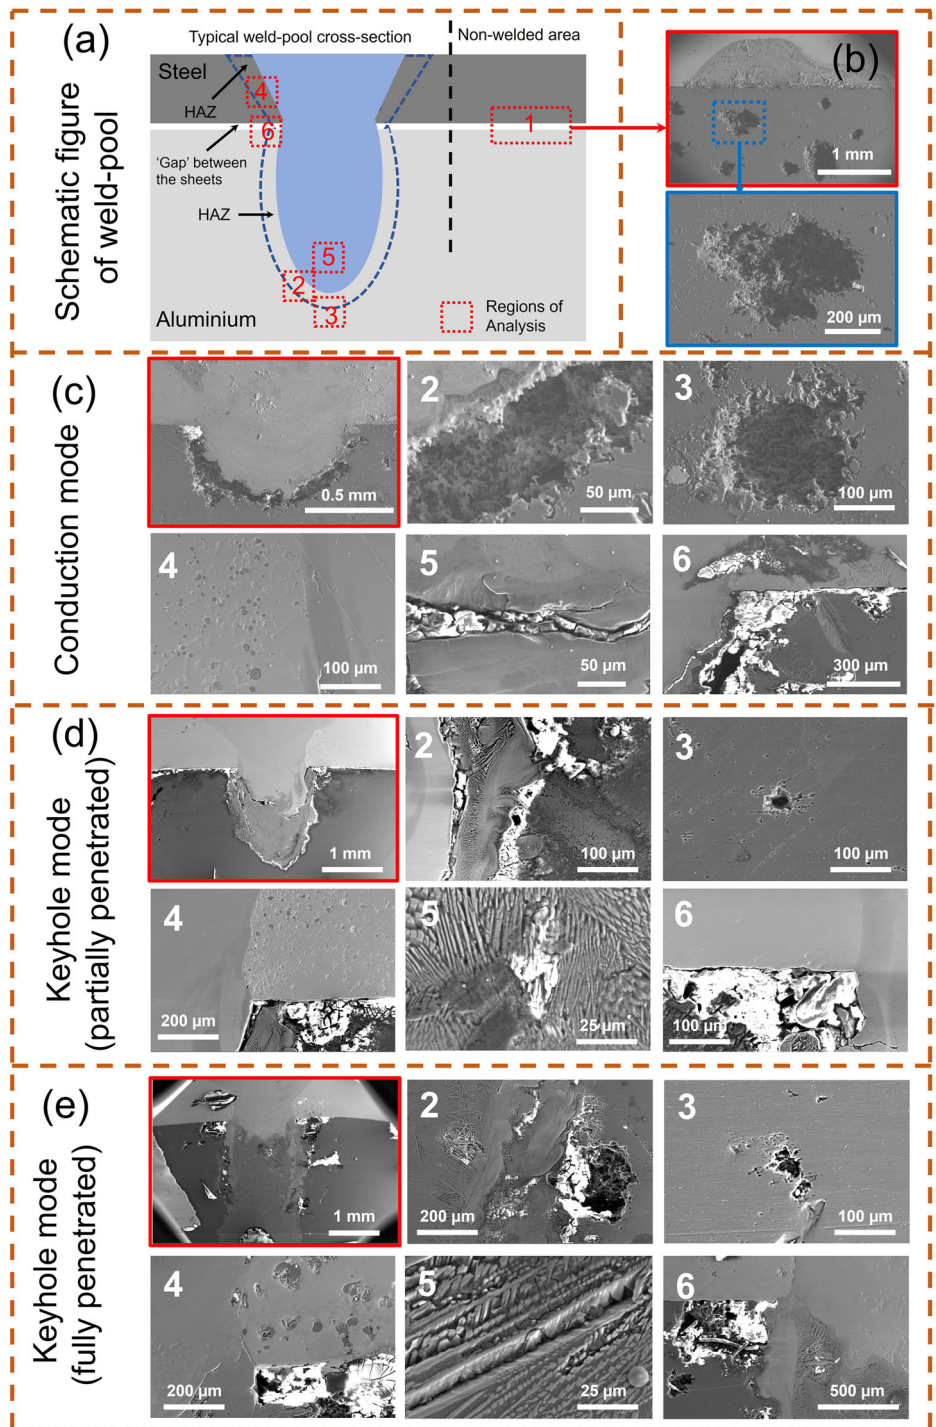 (a)
Schematic figure
of weld-pool
Typical weld-pool cross-section
Non-welded area
Steel
HAZ
4
6
1
'Gap' between
the sheets
HAZ
5
2
3
Aluminium
Regions of
Analysis
(b)
1 mm
200 µm
(c)
Conduction mode
0.5 mm
2
50 µm
3
100 µm
4
100 µm
5
50 µm
6
300 µm
(d)
Keyhole mode
(partially penetrated)
1 mm
2
100 µm
3
100 µm
4
200 µm
5
25 µm
6
100 µm
(e)
Keyhole mode
(fully penetrated)
1 mm
2
200 µm
3
100 µm
4
200 µm
5
25 µm
6
500 µm